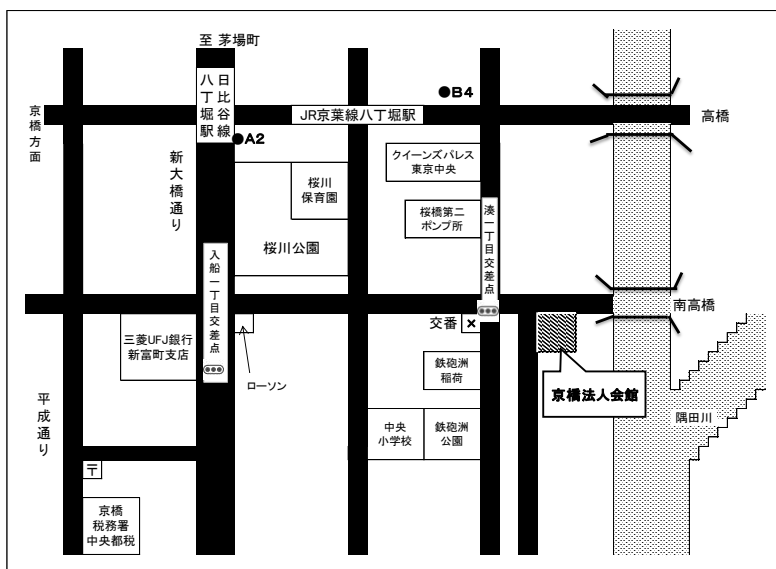 至 茅場町
日比谷線
八丁堀駅
●B4
JR京葉線八丁堀駅
高橋
京橋方面
●A2
新大橋通り
クイーンズパレス
東京中央
桜川
保育園
桜橋第二
ポンプ所
湊一丁目交差点
桜川公園
入船一丁目交差点
南高橋
交番
三菱UFJ銀行
新富町支店
ローソン
鉄砲洲
稲荷
京橋法人会館
平成通り
隅田川
中央
小学校
鉄砲洲
公園
〒
京橋
税務署
中央都税